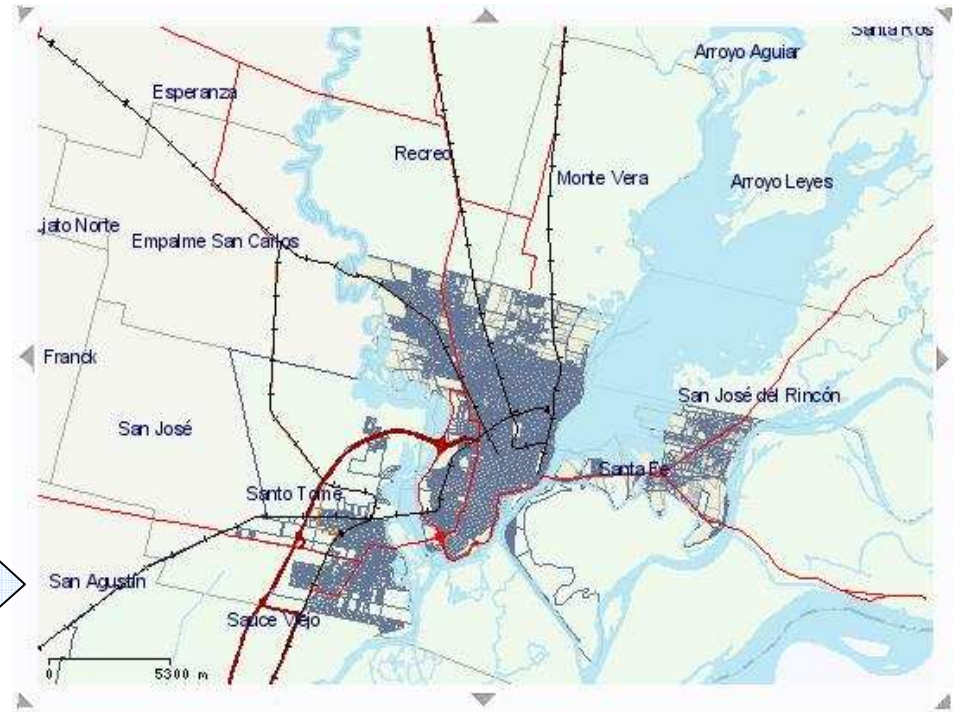 Arroyo Aguiar
Esperanza
Recreo
Monte Vera
Arroyo Leyes
Norte
Empalme San Carlos
Franck
San José del Rincón
San José
Santa Fe
Santo Tomé
San Agustín
Sauce Viejo
0 5300 m